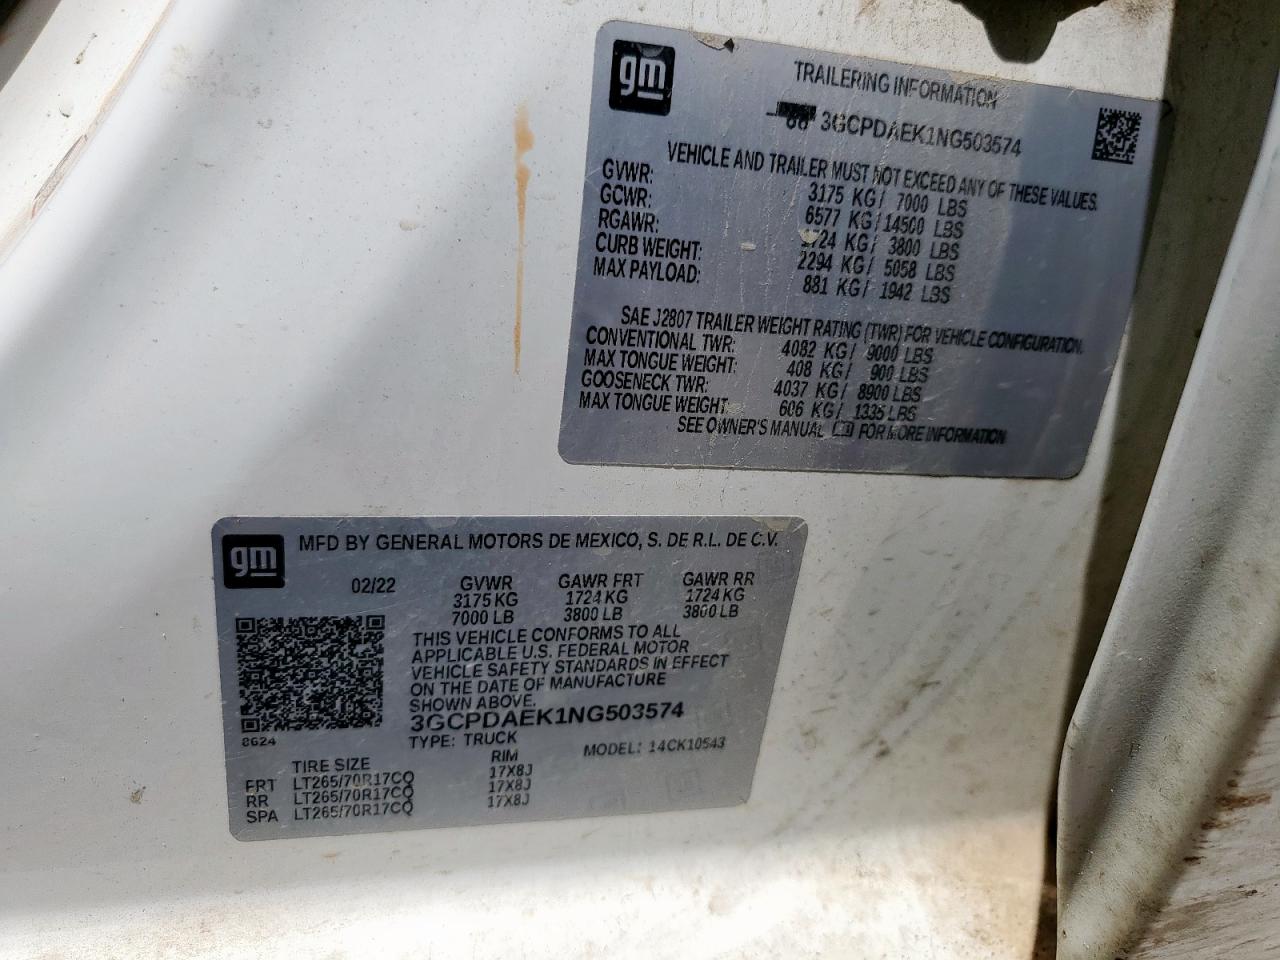 gm
TRAILERING INFORMATION
3GCPDAEK1NG503574
VEHICLE AND TRAILER MUST NOT EXCEED ANY OF THESE VALUES.
GVWR: 3175 KG/ 7000 LBS
GCWR: 6577 KG/14500 LBS
RGAWR: 1724 KG/ 3800 LBS
CURB WEIGHT: 2294 KG/ 5058 LBS
MAX PAYLOAD: 881 KG/ 1942 LBS
SAE J2807 TRAILER WEIGHT RATING (TWR) FOR VEHICLE CONFIGURATION.
CONVENTIONAL TWR: 4082 KG/ 9000 LBS
MAX TONGUE WEIGHT: 408 KG/ 900 LBS
GOOSENECK TWR: 4037 KG/ 8900 LBS
MAX TONGUE WEIGHT: 606 KG/ 1335 LBS
SEE OWNER'S MANUAL FOR MORE INFORMATION
gm
MFD BY GENERAL MOTORS DE MEXICO, S. DE R.L. DE C.V.
02/22 GVWR GAWR FRT GAWR RR
3175 KG 1724 KG 1724 KG
7000 LB 3800 LB 3800 LB
THIS VEHICLE CONFORMS TO ALL
APPLICABLE U.S. FEDERAL MOTOR
VEHICLE SAFETY STANDARDS IN EFFECT
ON THE DATE OF MANUFACTURE
SHOWN ABOVE.
3GCPDAEK1NG503574
8G24
TYPE: TRUCK MODEL: 14CK10543
TIRE SIZE RIM
FRT LT265/70R17CQ 17X8J
RR LT265/70R17CQ 17X8J
SPA LT265/70R17CQ 17X8J